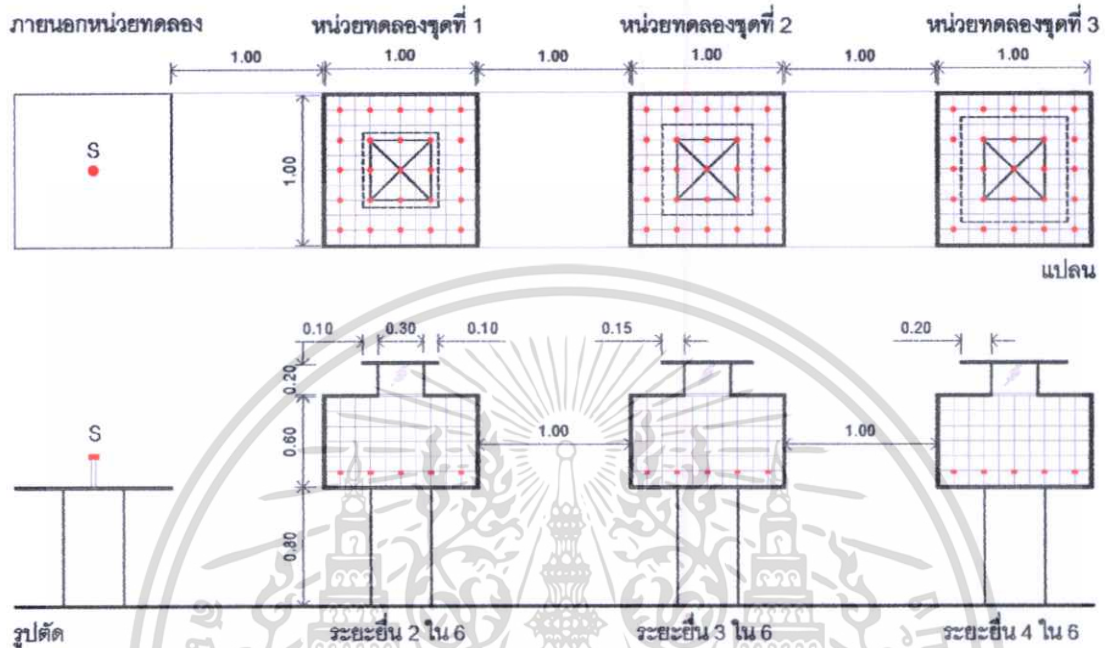 ภายนอกหน่วยทดลอง หน่วยทดลองชุดที่ 1 หน่วยทดลองชุดที่ 2 หน่วยทดลองชุดที่ 3
1.00 1.00 1.00 1.00 1.00 1.00
S
1.00
แปลน
0.10 0.30 0.10 0.15 0.20
0.20
S
0.60
1.00 1.00
0.80
รูปตัด ระยะยื่น 2 ใน 6 ระยะยื่น 3 ใน 6 ระยะยื่น 4 ใน 6